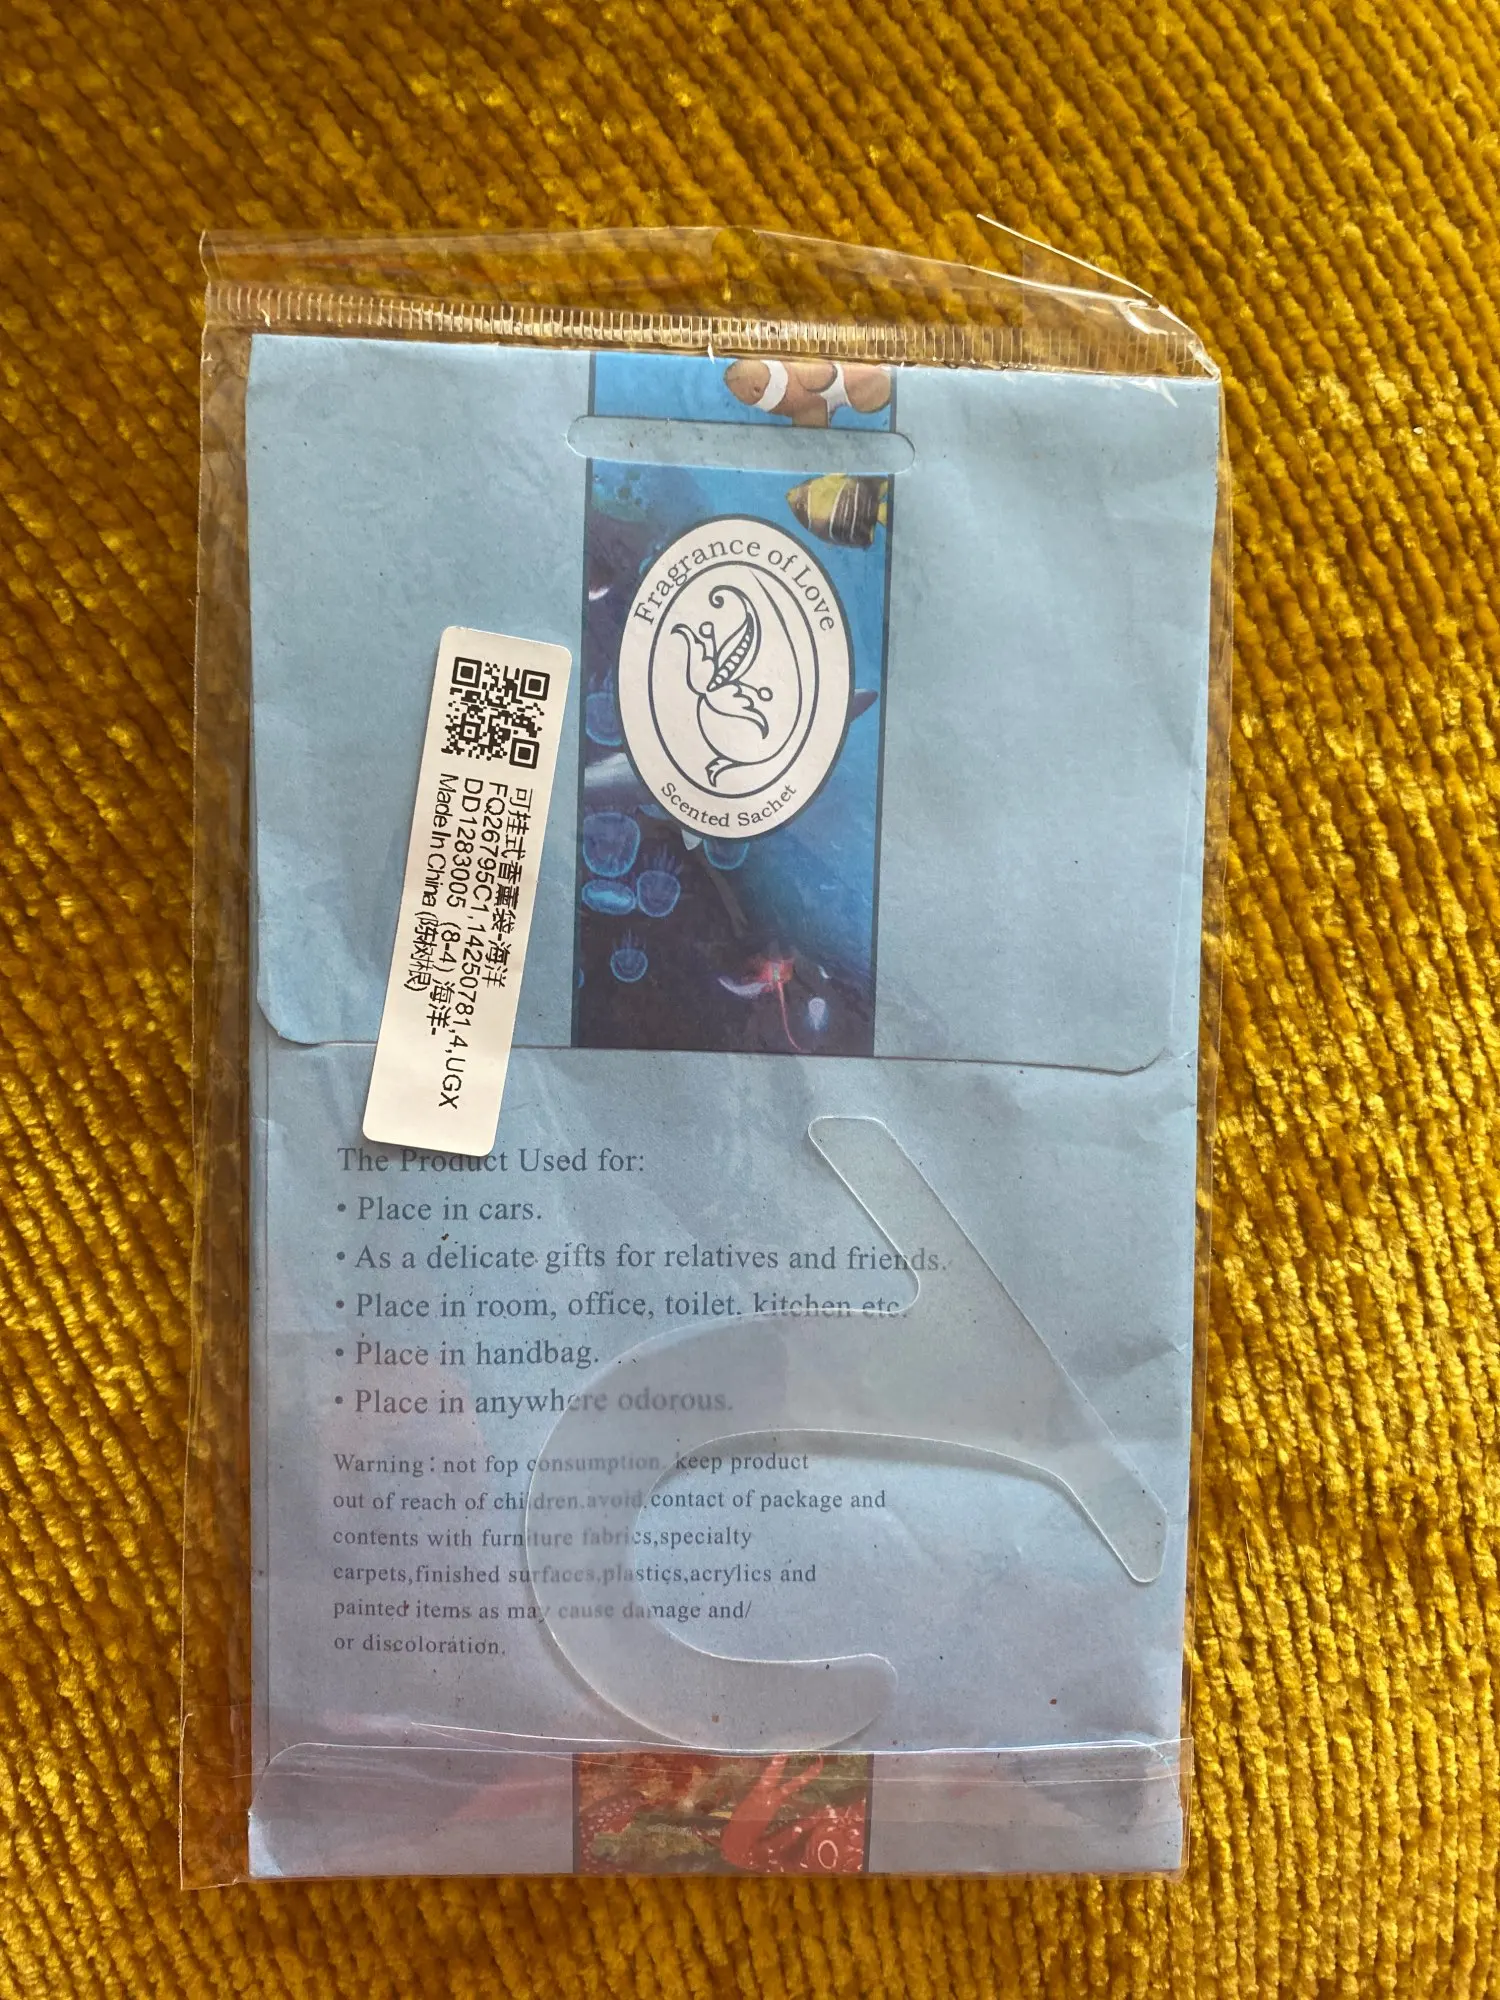 Fragrance of Love
Scented Sachet
可挂式香薰袋-海洋
FQ26795C1,14250781,4,UGX
DD1283005 (8-4) 海洋-
Made In China (陈树根)
The Product Used for:
• Place in cars.
• As a delicate gifts for relatives and friends.
• Place in room, office, toilet. kitchen etc.
• Place in handbag.
• Place in anywhere odorous.
Warning: not fop consumption. keep product
out of reach of children.avoid.contact of package and
contents with furniture fabrics,specialty
carpets,finished surfaces,plastics,acrylics and
painted items as may cause damage and/
or discoloration.